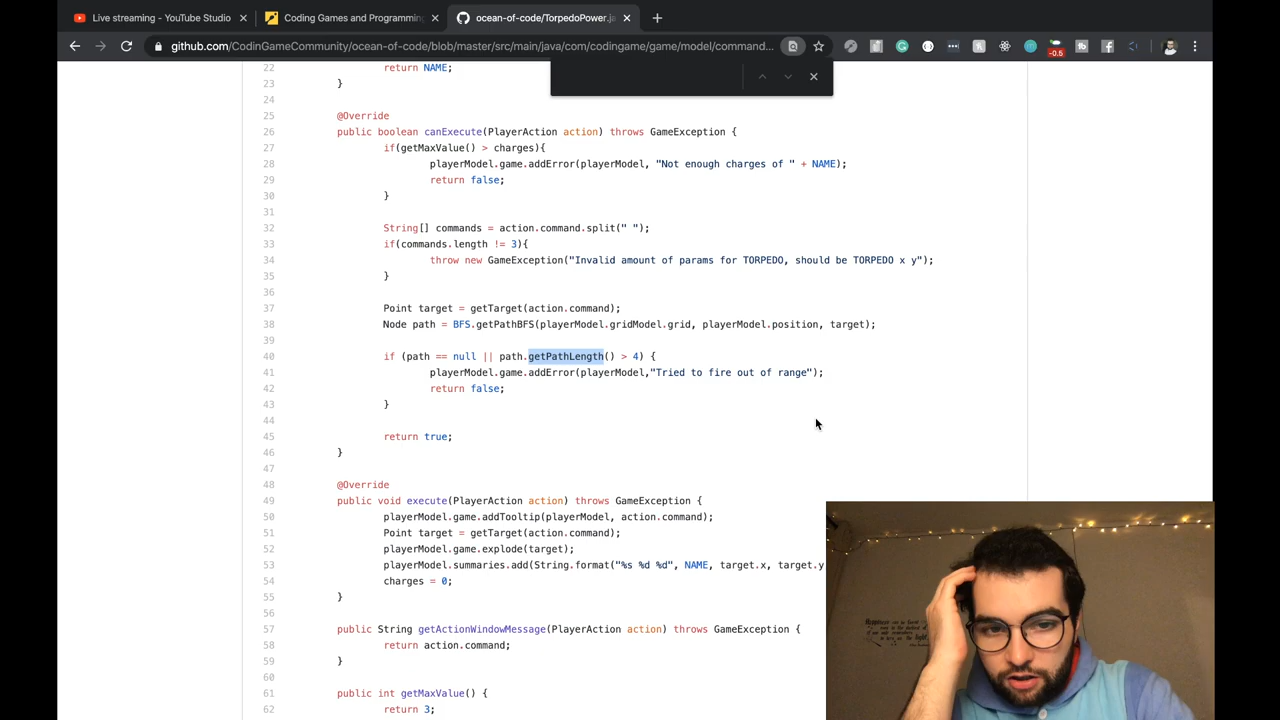 Live streaming - YouTube Studio
Coding Games and Programming
ocean-of-code/TorpedoPower.ja
github.com/CodinGameCommunity/ocean-of-code/blob/master/src/main/java/com/codingame/game/model/command...
-0.5
22 return NAME;
23 }
24
25 @Override
26 public boolean canExecute(PlayerAction action) throws GameException {
27 if(getMaxValue() > charges){
28 playerModel.game.addError(playerModel, "Not enough charges of " + NAME);
29 return false;
30 }
31
32 String[] commands = action.command.split(" ");
33 if(commands.length != 3){
34 throw new GameException("Invalid amount of params for TORPEDO, should be TORPEDO x y");
35 }
36
37 Point target = getTarget(action.command);
38 Node path = BFS.getPathBFS(playerModel.gridModel.grid, playerModel.position, target);
39
40 if (path == null || path.getPathLength() > 4) {
41 playerModel.game.addError(playerModel,"Tried to fire out of range");
42 return false;
43 }
44
45 return true;
46 }
47
48 @Override
49 public void execute(PlayerAction action) throws GameException {
50 playerModel.game.addTooltip(playerModel, action.command);
51 Point target = getTarget(action.command);
52 playerModel.game.explode(target);
53 playerModel.summaries.add(String.format("%s %d %d", NAME, target.x, target.y
54 charges = 0;
55 }
56
57 public String getActionWindowMessage(PlayerAction action) throws GameException {
58 return action.command;
59 }
60
61 public int getMaxValue() {
62 return 3;